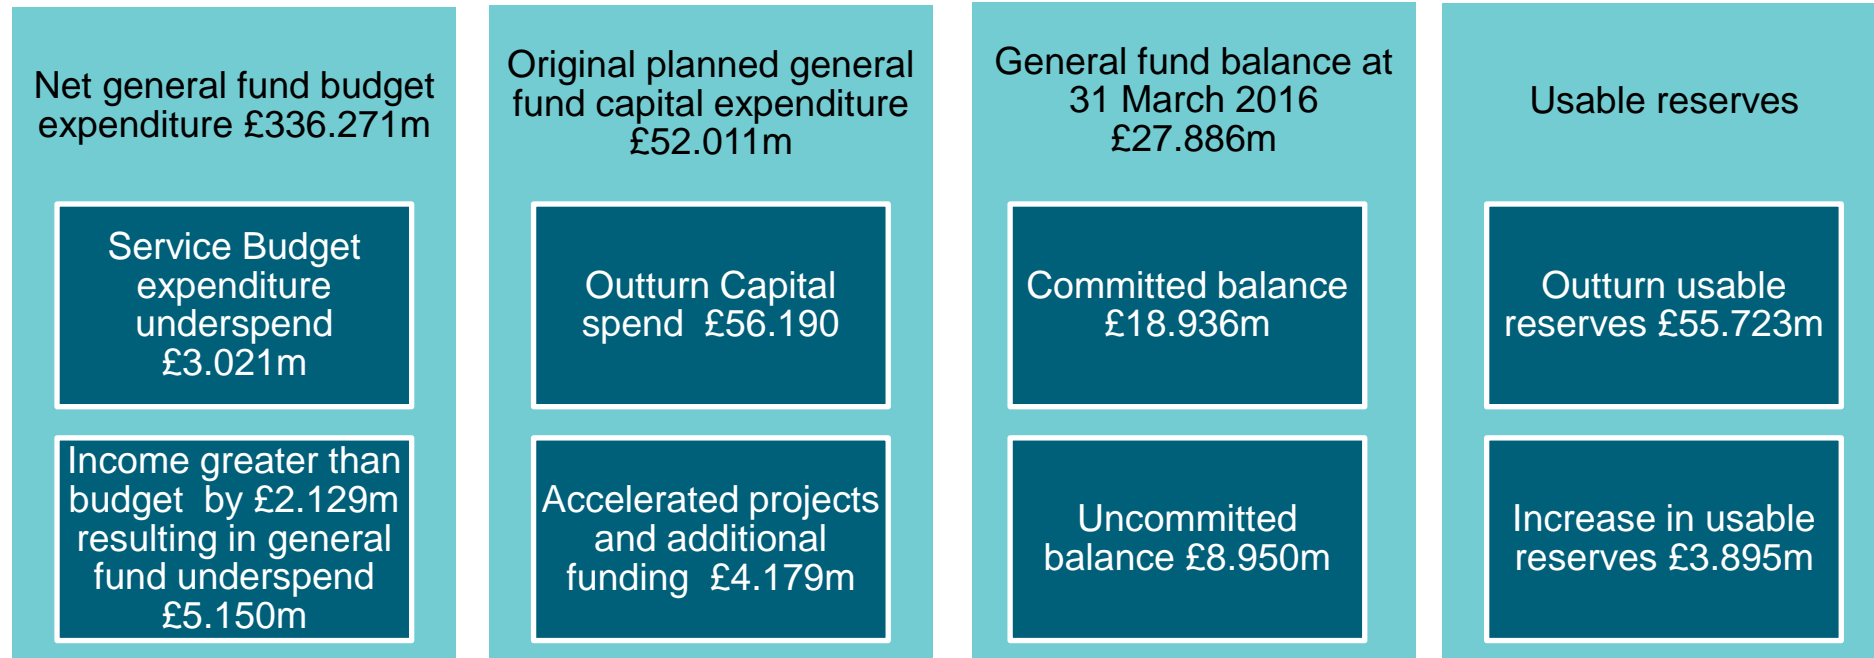 Net general fund budget
expenditure £336.271m
Service Budget
expenditure
underspend
£3.021m
Income greater than
budget  by £2.129m
resulting in general
fund underspend
£5.150m
Original planned general
fund capital expenditure
£52.011m
Outturn Capital
spend  £56.190
Accelerated projects
and additional
funding  £4.179m
General fund balance at
31 March 2016
£27.886m
Committed balance
£18.936m
Uncommitted
balance £8.950m
Usable reserves
Outturn usable
reserves £55.723m
Increase in usable
reserves £3.895m